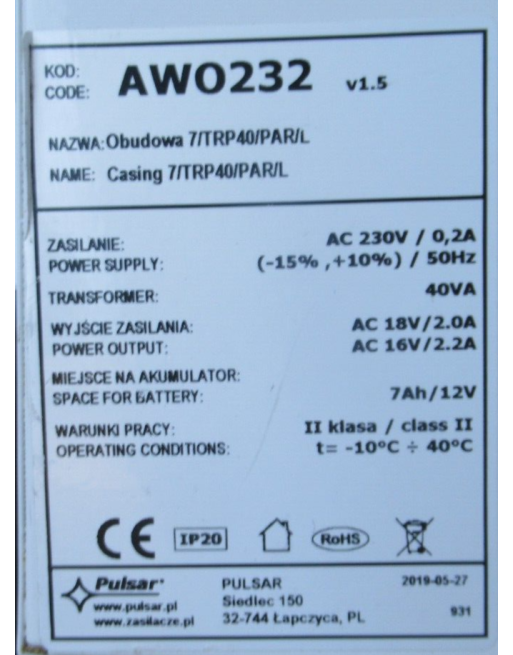 KOD:
CODE: AWO232 v1.5
NAZWA: Obudowa 7/TRP40/PAR/L
NAME: Casing 7/TRP40/PAR/L
ZASILANIE: AC 230V / 0,2A
POWER SUPPLY: (-15% ,+10%) / 50Hz
TRANSFORMER: 40VA
WYJŚCIE ZASILANIA: AC 18V/2.0A
POWER OUTPUT: AC 16V/2.2A
MIEJSCE NA AKUMULATOR:
SPACE FOR BATTERY: 7Ah/12V
WARUNKI PRACY: II klasa / class II
OPERATING CONDITIONS: t= -10°C ÷ 40°C
CE IP20 RoHS
Pulsar PULSAR 2019-05-27
www.pulsar.pl Siedlec 150
www.zasilacze.pl 32-744 Łapczyca, PL 931